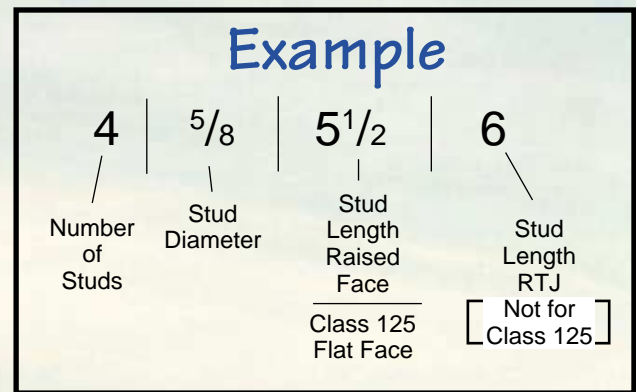 Example
4 5/8 5 1/2 6
Number
of
Studs
Stud
Diameter
Stud
Length
Raised
Face
Class 125
Flat Face
Stud
Length
RTJ
[Not for
Class 125]